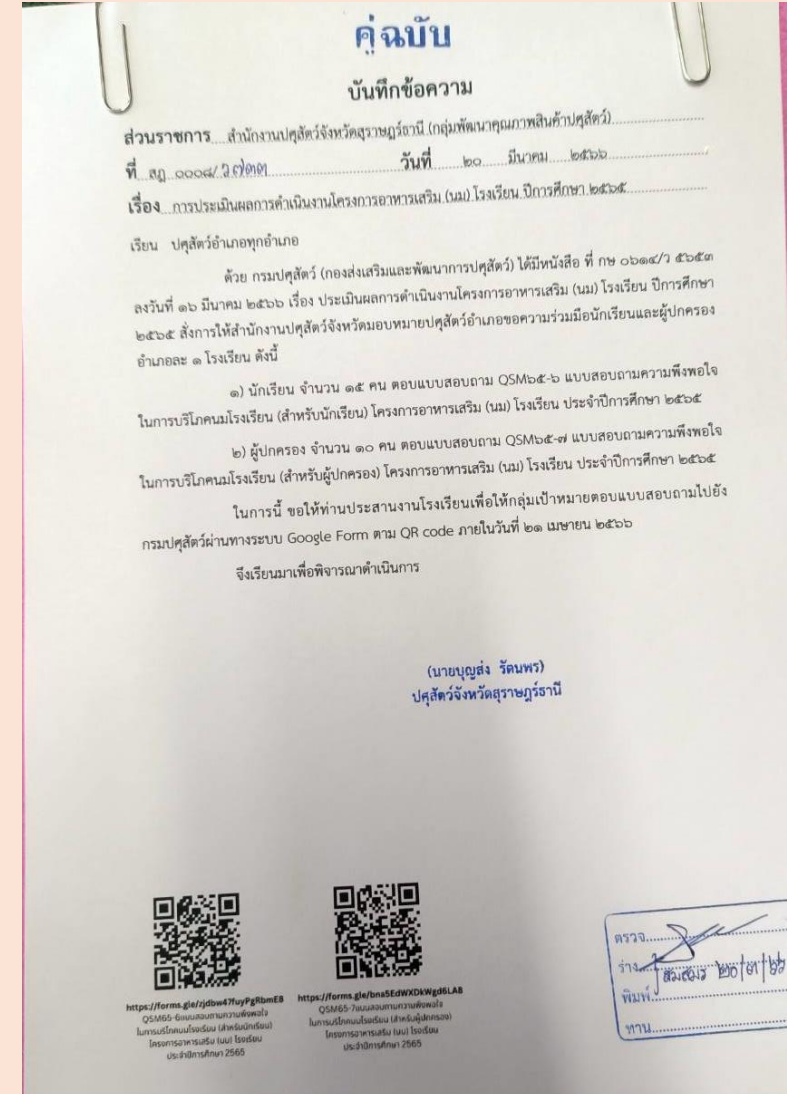 คู่ฉบับ
บันทึกข้อความ
ส่วนราชการ สำนักงานปศุสัตว์จังหวัดสุราษฎร์ธานี (กลุ่มพัฒนาคุณภาพสินค้าปศุสัตว์)
ที่ สฎ ๐๐๐๘/ว ๗๓๓ วันที่ ๒๐ มีนาคม ๒๕๖๖
เรื่อง การประเมินผลการดำเนินงานโครงการอาหารเสริม (นม) โรงเรียน ปีการศึกษา ๒๕๖๕
เรียน ปศุสัตว์อำเภอทุกอำเภอ
ด้วย กรมปศุสัตว์ (กองส่งเสริมและพัฒนาการปศุสัตว์) ได้มีหนังสือ ที่ กษ ๐๖๑๔/ว ๕๖๕๓
ลงวันที่ ๑๖ มีนาคม ๒๕๖๖ เรื่อง ประเมินผลการดำเนินงานโครงการอาหารเสริม (นม) โรงเรียน ปีการศึกษา
๒๕๖๕ สั่งการให้สำนักงานปศุสัตว์จังหวัดมอบหมายปศุสัตว์อำเภอขอความร่วมมือนักเรียนและผู้ปกครอง
อำเภอละ ๑ โรงเรียน ดังนี้
๑) นักเรียน จำนวน ๑๕ คน ตอบแบบสอบถาม QSM๖๕-๖ แบบสอบถามความพึงพอใจ
ในการบริโภคนมโรงเรียน (สำหรับนักเรียน) โครงการอาหารเสริม (นม) โรงเรียน ประจำปีการศึกษา ๒๕๖๕
๒) ผู้ปกครอง จำนวน ๑๐ คน ตอบแบบสอบถาม QSM๖๕-๗ แบบสอบถามความพึงพอใจ
ในการบริโภคนมโรงเรียน (สำหรับผู้ปกครอง) โครงการอาหารเสริม (นม) โรงเรียน ประจำปีการศึกษา ๒๕๖๕
ในการนี้ ขอให้ท่านประสานงานโรงเรียนเพื่อให้กลุ่มเป้าหมายตอบแบบสอบถามไปยัง
กรมปศุสัตว์ผ่านทางระบบ Google Form ตาม QR code ภายในวันที่ ๒๑ เมษายน ๒๕๖๖
จึงเรียนมาเพื่อพิจารณาดำเนินการ
(นายบุญส่ง รัตนพร)
ปศุสัตว์จังหวัดสุราษฎร์ธานี
https://forms.gle/zjdbw47fuyPgRbmE8
QSM65-6แบบสอบถามความพึงพอใจ
ในการบริโภคนมโรงเรียน (สำหรับนักเรียน)
โครงการอาหารเสริม (นม) โรงเรียน
ประจำปีการศึกษา 2565
https://forms.gle/bna5EdWXDkWgd6LA8
QSM65-7แบบสอบถามความพึงพอใจ
ในการบริโภคนมโรงเรียน (สำหรับผู้ปกครอง)
โครงการอาหารเสริม (นม) โรงเรียน
ประจำปีการศึกษา 2565
ตรวจ
ร่าง ๒๐/๓/๖๖
พิมพ์
ทาน